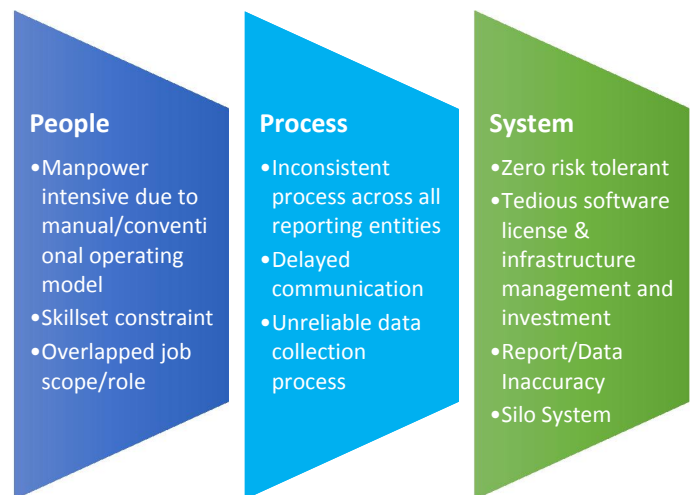 People
•Manpower
intensive due to
manual/conventi
onal operating
model
•Skillset constraint
•Overlapped job
scope/role
Process
•Inconsistent
process across all
reporting entities
•Delayed
communication
•Unreliable data
collection
process
System
•Zero risk tolerant
•Tedious software
license &
infrastructure
management and
investment
•Report/Data
Inaccuracy
•Silo System